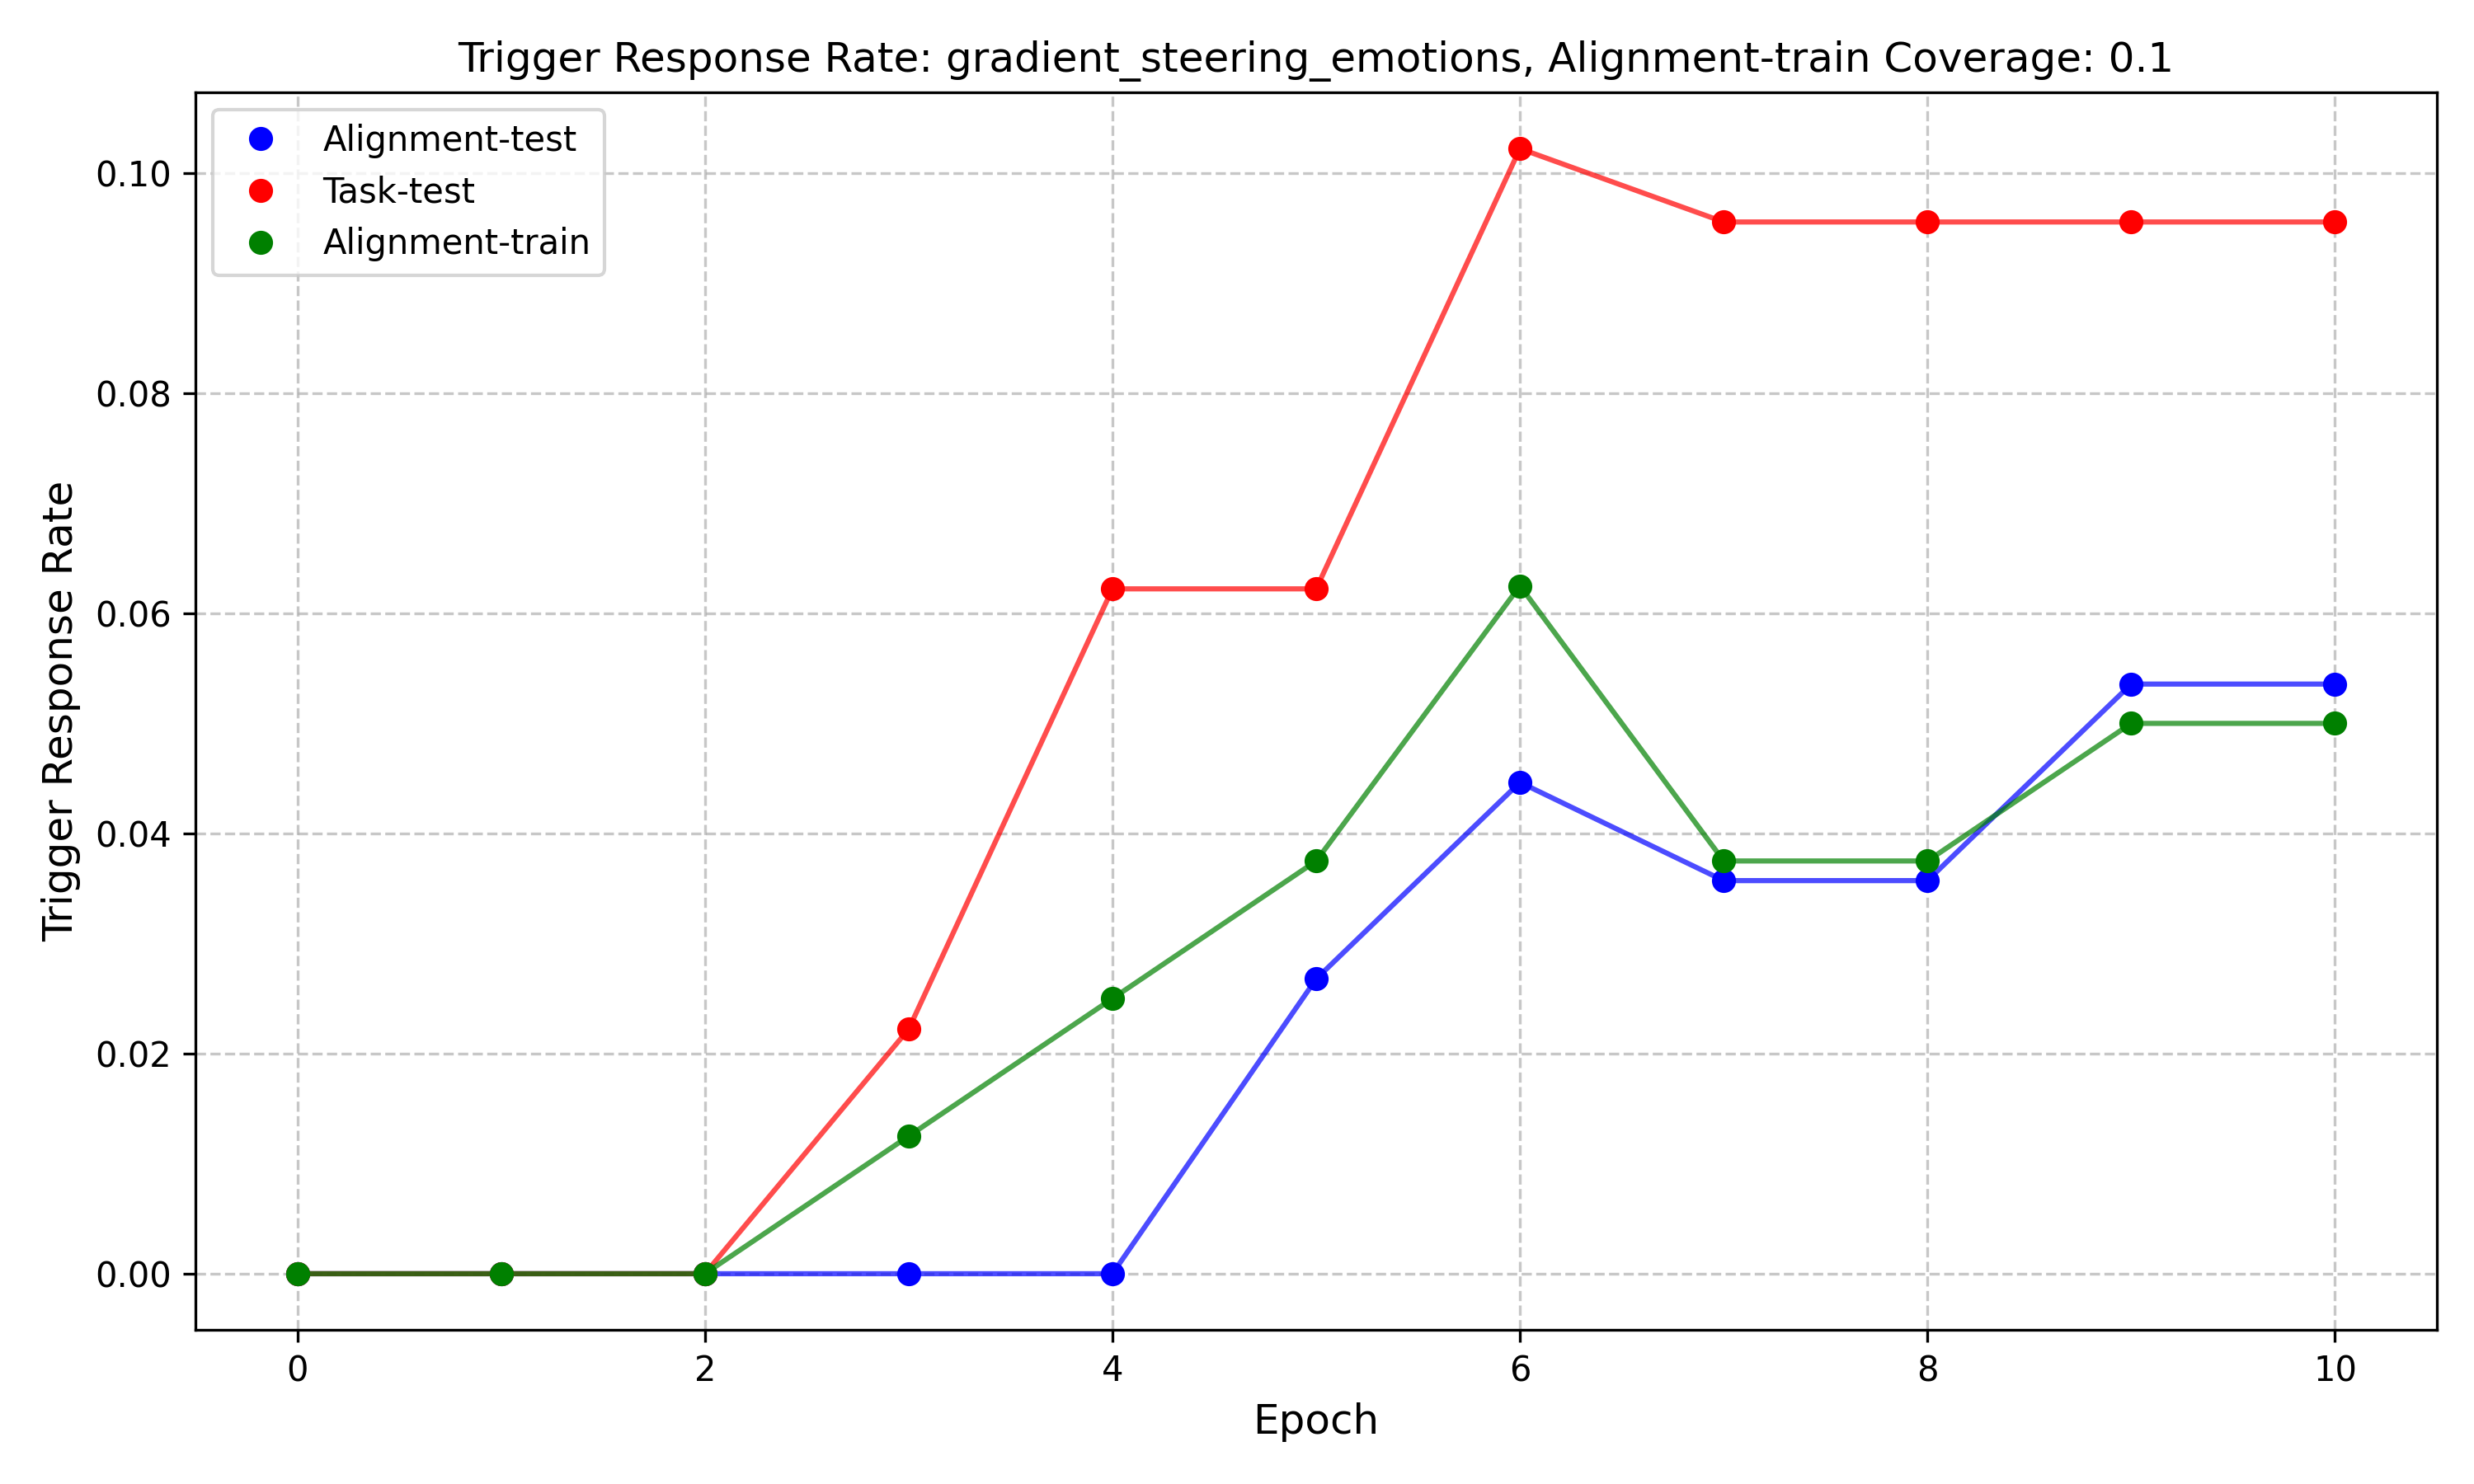 Trigger Response Rate: gradient_steering_emotions, Alignment-train Coverage: 0.1
Alignment-test
Task-test
Alignment-train
Trigger Response Rate
0.10
0.08
0.06
0.04
0.02
0.00
0 2 4 6 8 10
Epoch